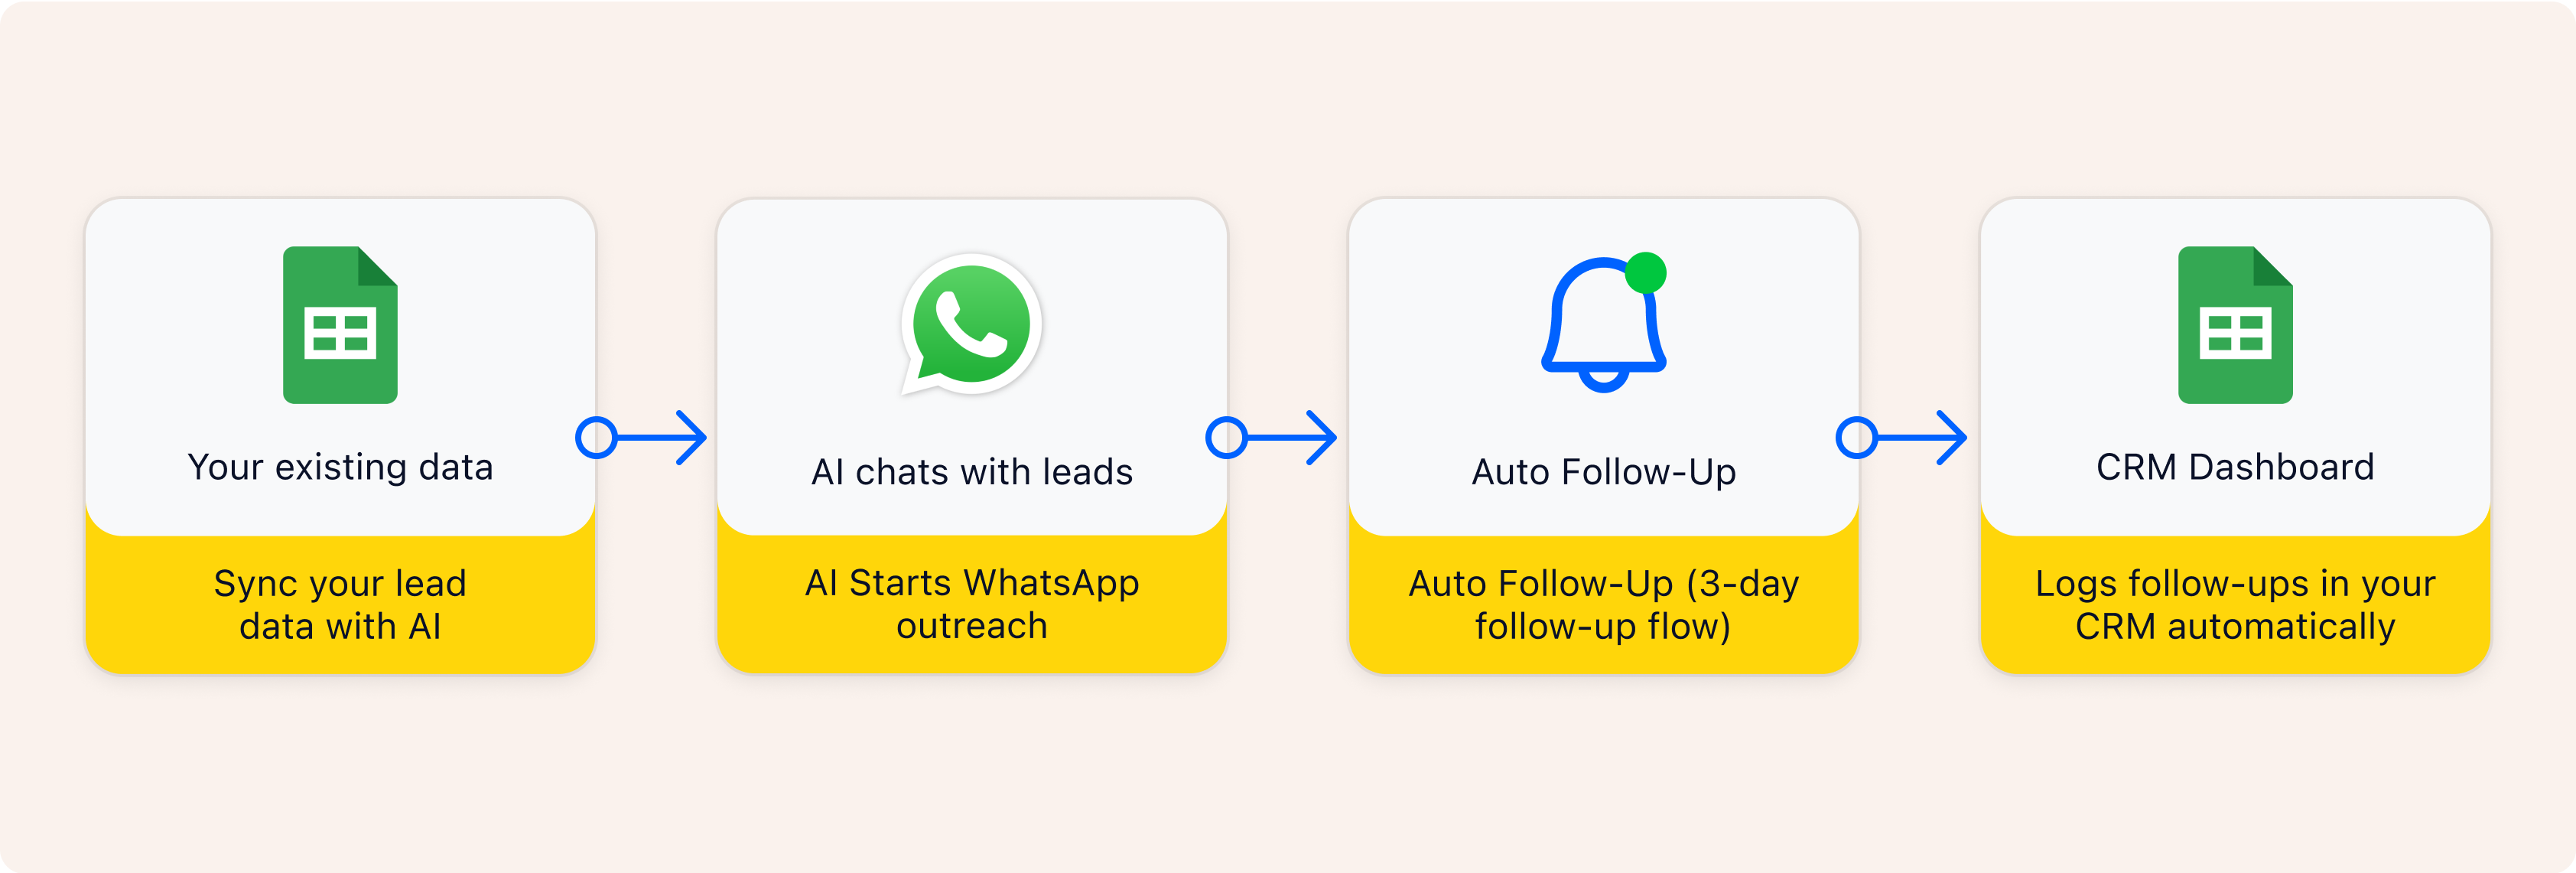 Your existing data
Sync your lead
data with AI
AI chats with leads
AI Starts WhatsApp
outreach
Auto Follow-Up
Auto Follow-Up (3-day
follow-up flow)
CRM Dashboard
Logs follow-ups in your
CRM automatically